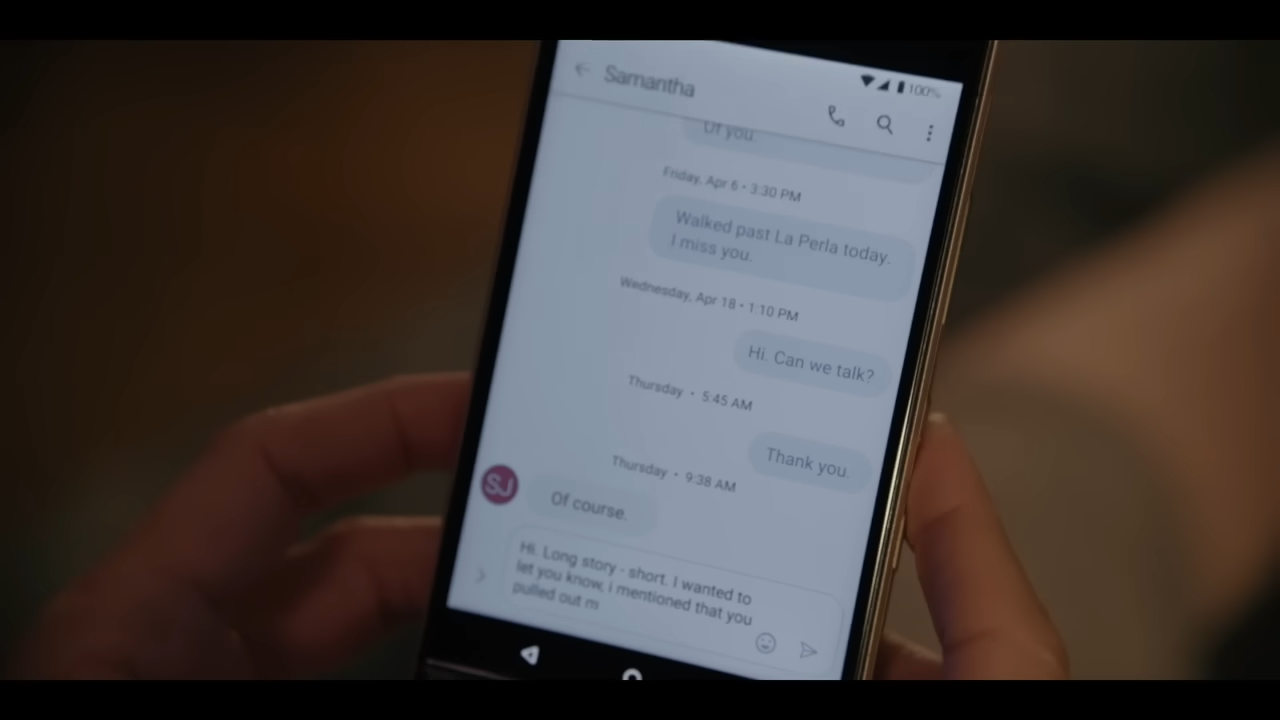 Samantha
100%
Of you.
Friday, Apr 6 • 3:30 PM
Walked past La Perla today.
I miss you.
Wednesday, Apr 18 • 1:10 PM
Hi. Can we talk?
Thursday • 5:45 AM
Thank you.
Thursday • 9:38 AM
SJ
Of course.
Hi. Long story - short. I wanted to
let you know, i mentioned that you
pulled out m